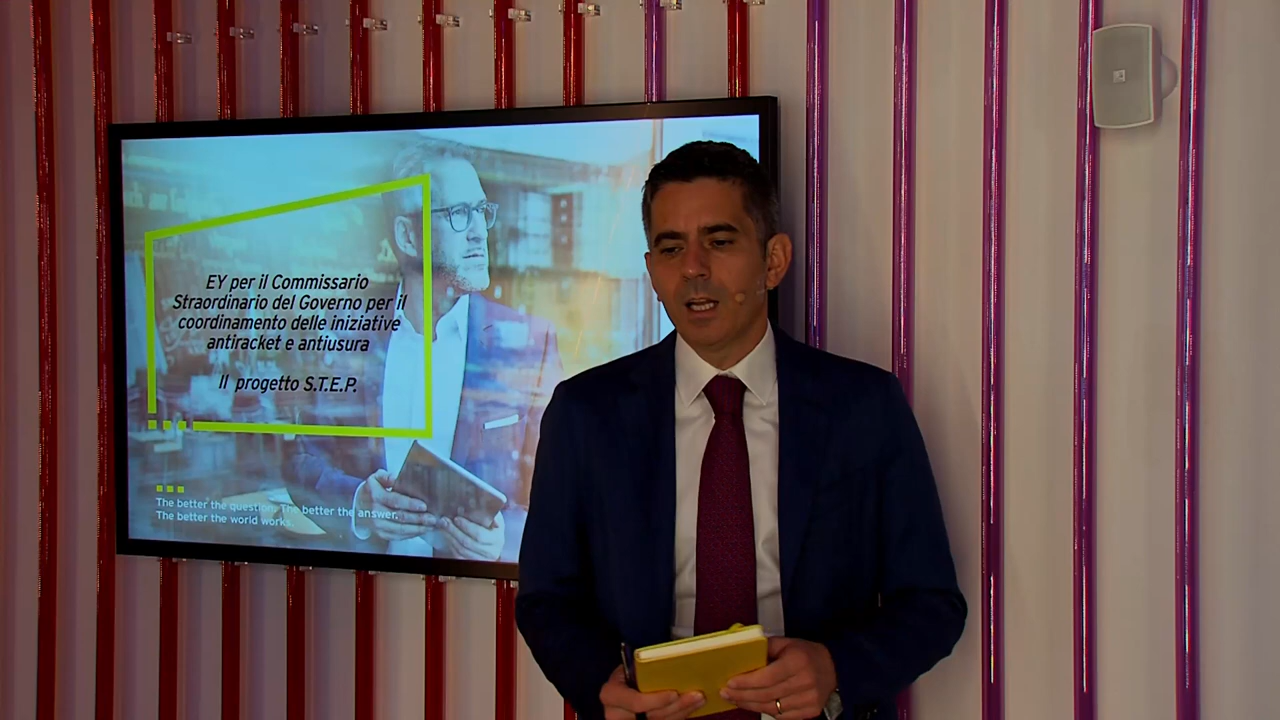 EY per il Commissario
Straordinario del Governo per il
coordinamento delle iniziative
antiracket e antiusura
Il progetto S.T.E.P.
The better the question. The better the answer.
The better the world works.